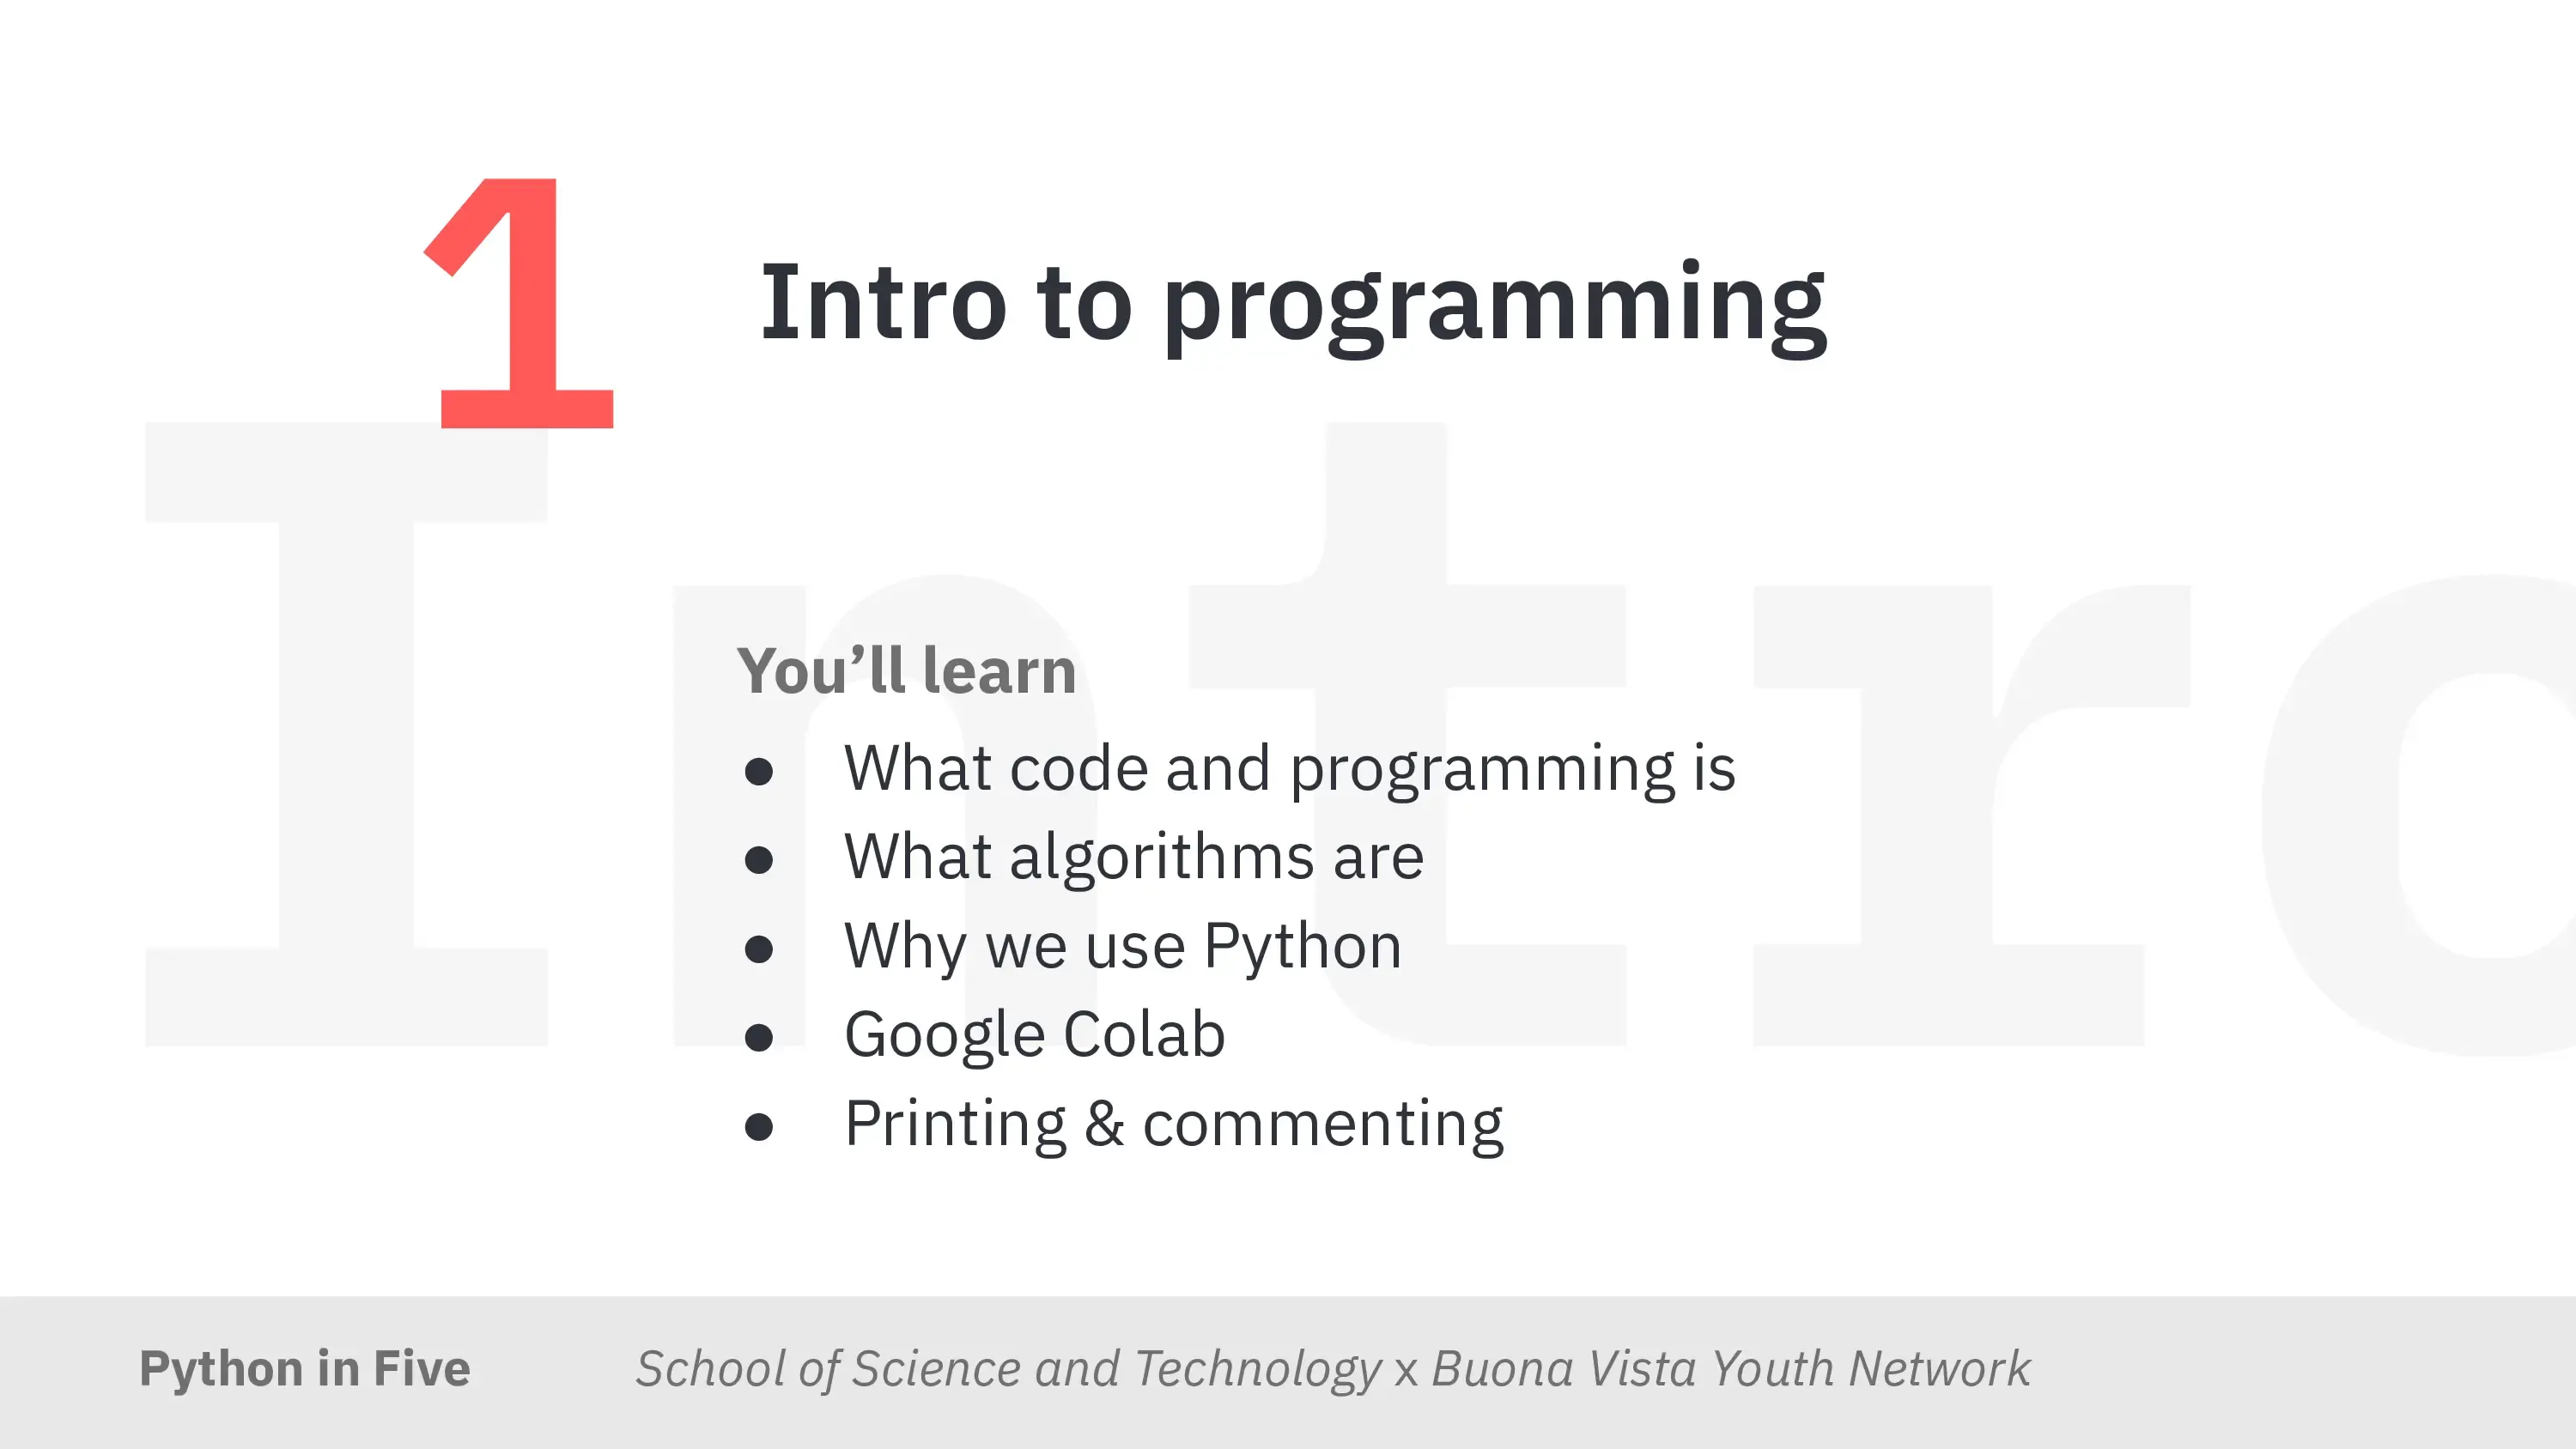 1
Intro to programming
Intro
You’ll learn
● What code and programming is
● What algorithms are
● Why we use Python
● Google Colab
● Printing & commenting
Python in Five
School of Science and Technology x Buona Vista Youth Network